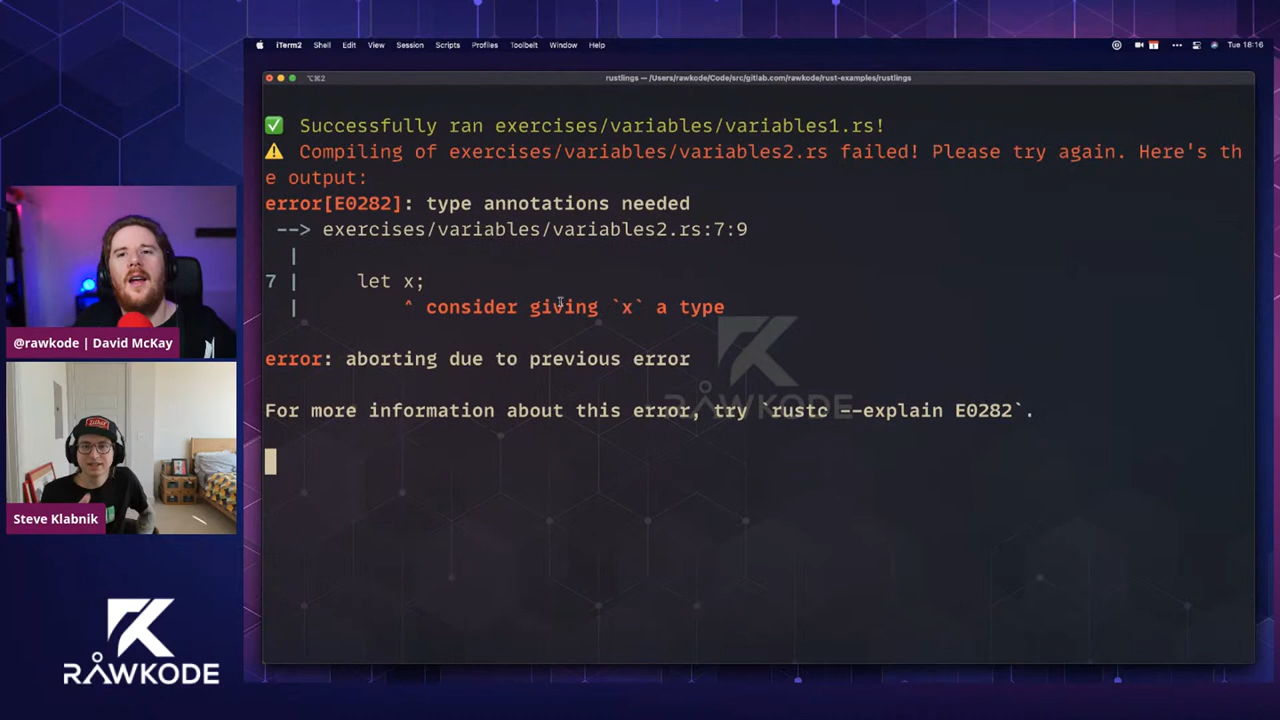 iTerm2 Shell Edit View Session Scripts Profiles Toolbelt Window Help
Tue 18:16
⌥⌘2
rustlings — /Users/rawkode/Code/src/gitlab.com/rawkode/rust-examples/rustlings
✅ Successfully ran exercises/variables/variables1.rs!
⚠️ Compiling of exercises/variables/variables2.rs failed! Please try again. Here's th
e output:
error[E0282]: type annotations needed
--> exercises/variables/variables2.rs:7:9
|
7 | let x;
| ^ consider giving `x` a type
error: aborting due to previous error
For more information about this error, try `rustc --explain E0282`.
RAWKODE
@rawkode | David McKay
Steve Klabnik
RAWKODE